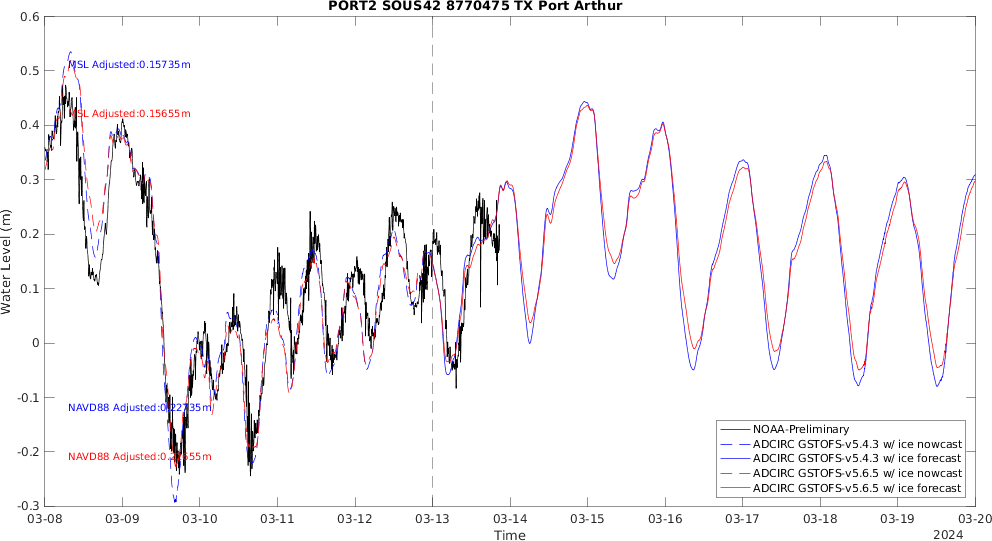 PORT2 SOUS42 8770475 TX Port Arthur
0.6
0.5
0.4
0.3
0.2
0.1
0
-0.1
-0.2
-0.3
Water Level (m)
MSL Adjusted:0.15735m
MSL Adjusted:0.15655m
NAVD88 Adjusted:0.22735m
NAVD88 Adjusted:
NOAA-Preliminary
ADCIRC GSTOFS-v5.4.3 w/ ice nowcast
ADCIRC GSTOFS-v5.4.3 w/ ice forecast
ADCIRC GSTOFS-v5.6.5 w/ ice nowcast
ADCIRC GSTOFS-v5.6.5 w/ ice forecast
03-08 03-09 03-10 03-11 03-12 03-13 03-14 03-15 03-16 03-17 03-18 03-19 03-20
Time
2024